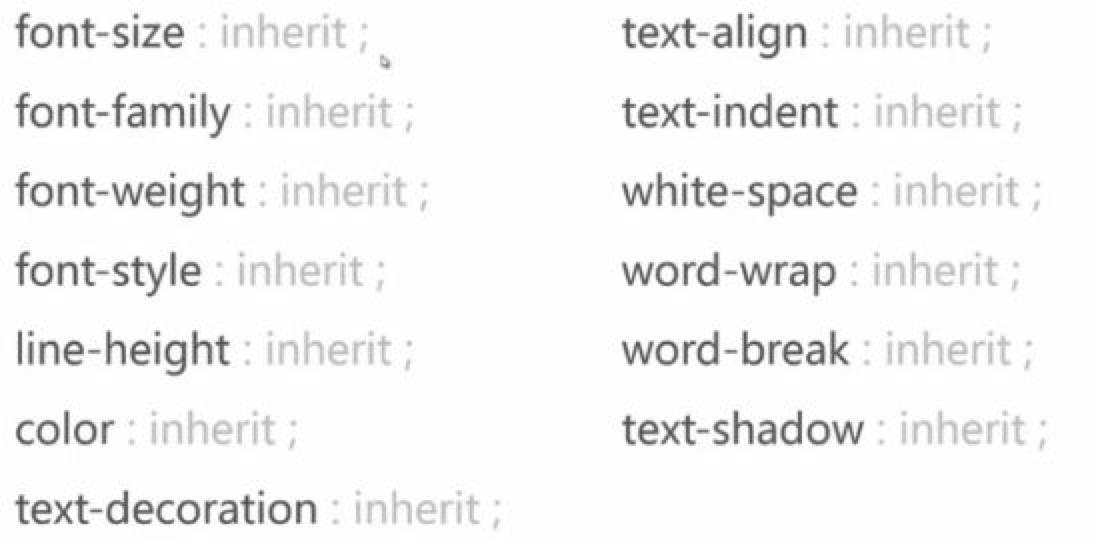 font-size : inherit ;
font-family : inherit ;
font-weight : inherit ;
font-style : inherit ;
line-height : inherit ;
color : inherit ;
text-decoration : inherit ;
text-align : inherit ;
text-indent : inherit ;
white-space : inherit ;
word-wrap : inherit ;
word-break : inherit ;
text-shadow : inherit ;